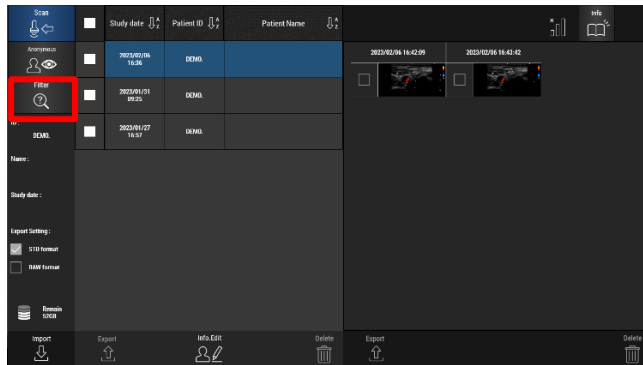 Scan
Anonymous
Filter
ID :
DEMO.
Name :
Study date :
Export Setting :
STD format
RAW format
Remain
52GB
Import
Study date
Patient ID
Patient Name
2023/02/06
16:36
DEMO.
2023/01/31
09:25
DEMO.
2023/01/27
16:57
DEMO.
Export
Info.Edit
Delete
Info
2023/02/06 16:42:09
2023/02/06 16:43:42
Export
Delete